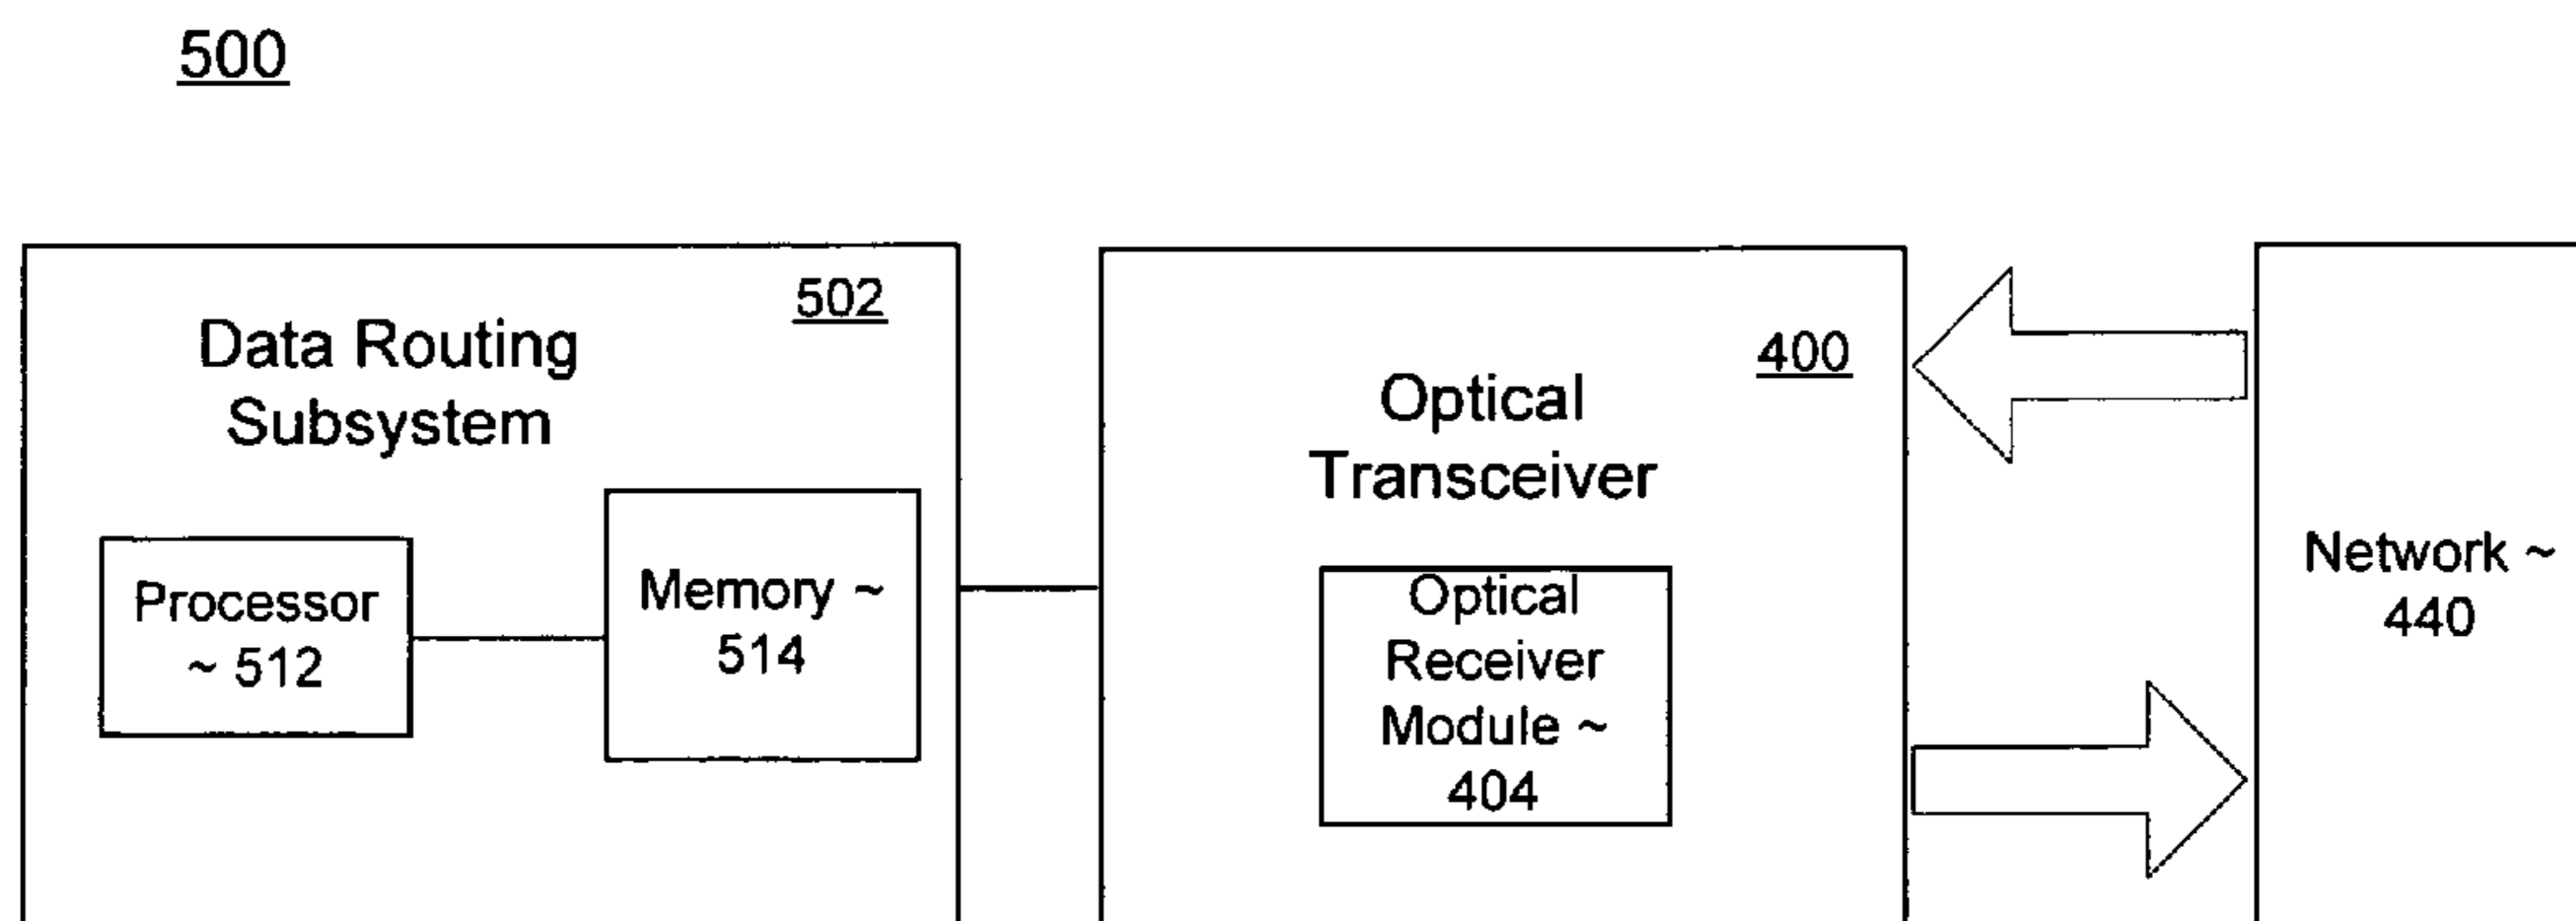 500
502
Data Routing
Subsystem
Processor
~ 512
Memory ~
514
400
Optical
Transceiver
Optical
Receiver
Module ~
404
Network ~
440